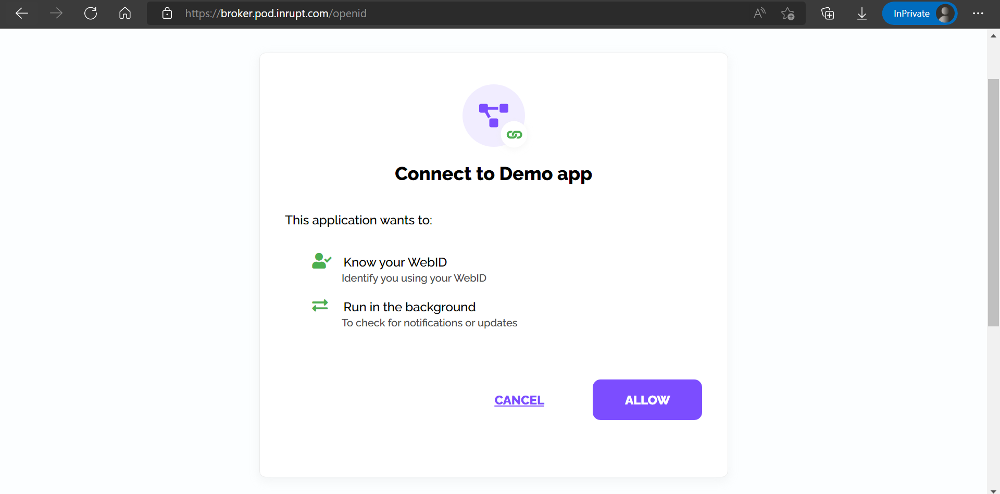 https://broker.pod.inrupt.com/openid
InPrivate
Connect to Demo app
This application wants to:
Know your WebID
Identify you using your WebID
Run in the background
To check for notifications or updates
CANCEL
ALLOW